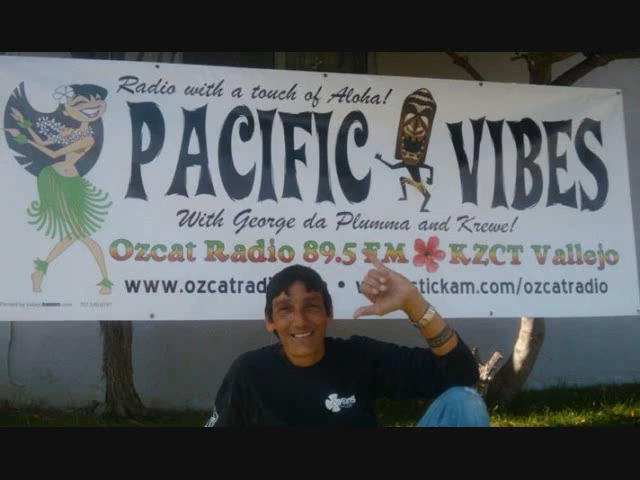 Radio with a touch of Aloha!
PACIFIC VIBES
With George da Plumma and Krewe!
Ozcat Radio 89.5 FM KZCT Vallejo
www.ozcatradio • stickam.com/ozcatradio